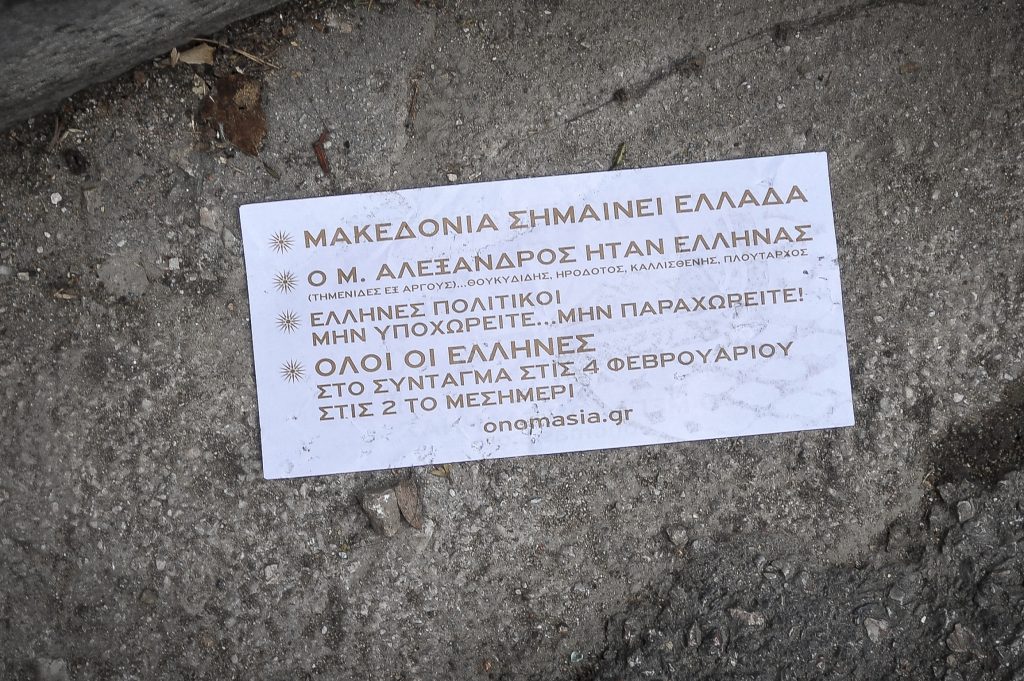 ΜΑΚΕΔΟΝΙΑ ΣΗΜΑΙΝΕΙ ΕΛΛΑΔΑ
Ο Μ. ΑΛΕΞΑΝΔΡΟΣ ΗΤΑΝ ΕΛΛΗΝΑΣ
(ΤΗΜΕΝΙΔΕΣ ΕΞ ΑΡΓΟΥΣ)...ΘΟΥΚΥΔΙΔΗΣ, ΗΡΟΔΟΤΟΣ, ΚΑΛΛΙΣΘΕΝΗΣ, ΠΛΟΥΤΑΡΧΟΣ
ΕΛΛΗΝΕΣ ΠΟΛΙΤΙΚΟΙ
ΜΗΝ ΥΠΟΧΩΡΕΙΤΕ...ΜΗΝ ΠΑΡΑΧΩΡΕΙΤΕ!
ΟΛΟΙ ΟΙ ΕΛΛΗΝΕΣ
ΣΤΟ ΣΥΝΤΑΓΜΑ ΣΤΙΣ 4 ΦΕΒΡΟΥΑΡΙΟΥ
ΣΤΙΣ 2 ΤΟ ΜΕΣΗΜΕΡΙ
onomasia.gr